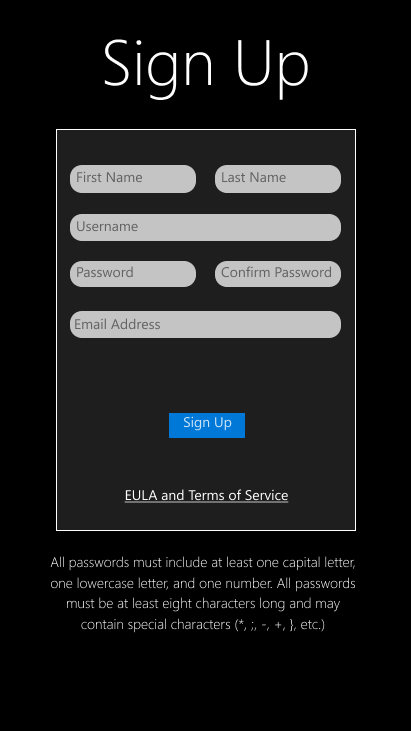 Sign Up
First Name Last Name
Username
Password Confirm Password
Email Address
Sign Up
EULA and Terms of Service
All passwords must include at least one capital letter,
one lowercase letter, and one number. All passwords
must be at least eight characters long and may
contain special characters (*, ;, -, +, }, etc.)